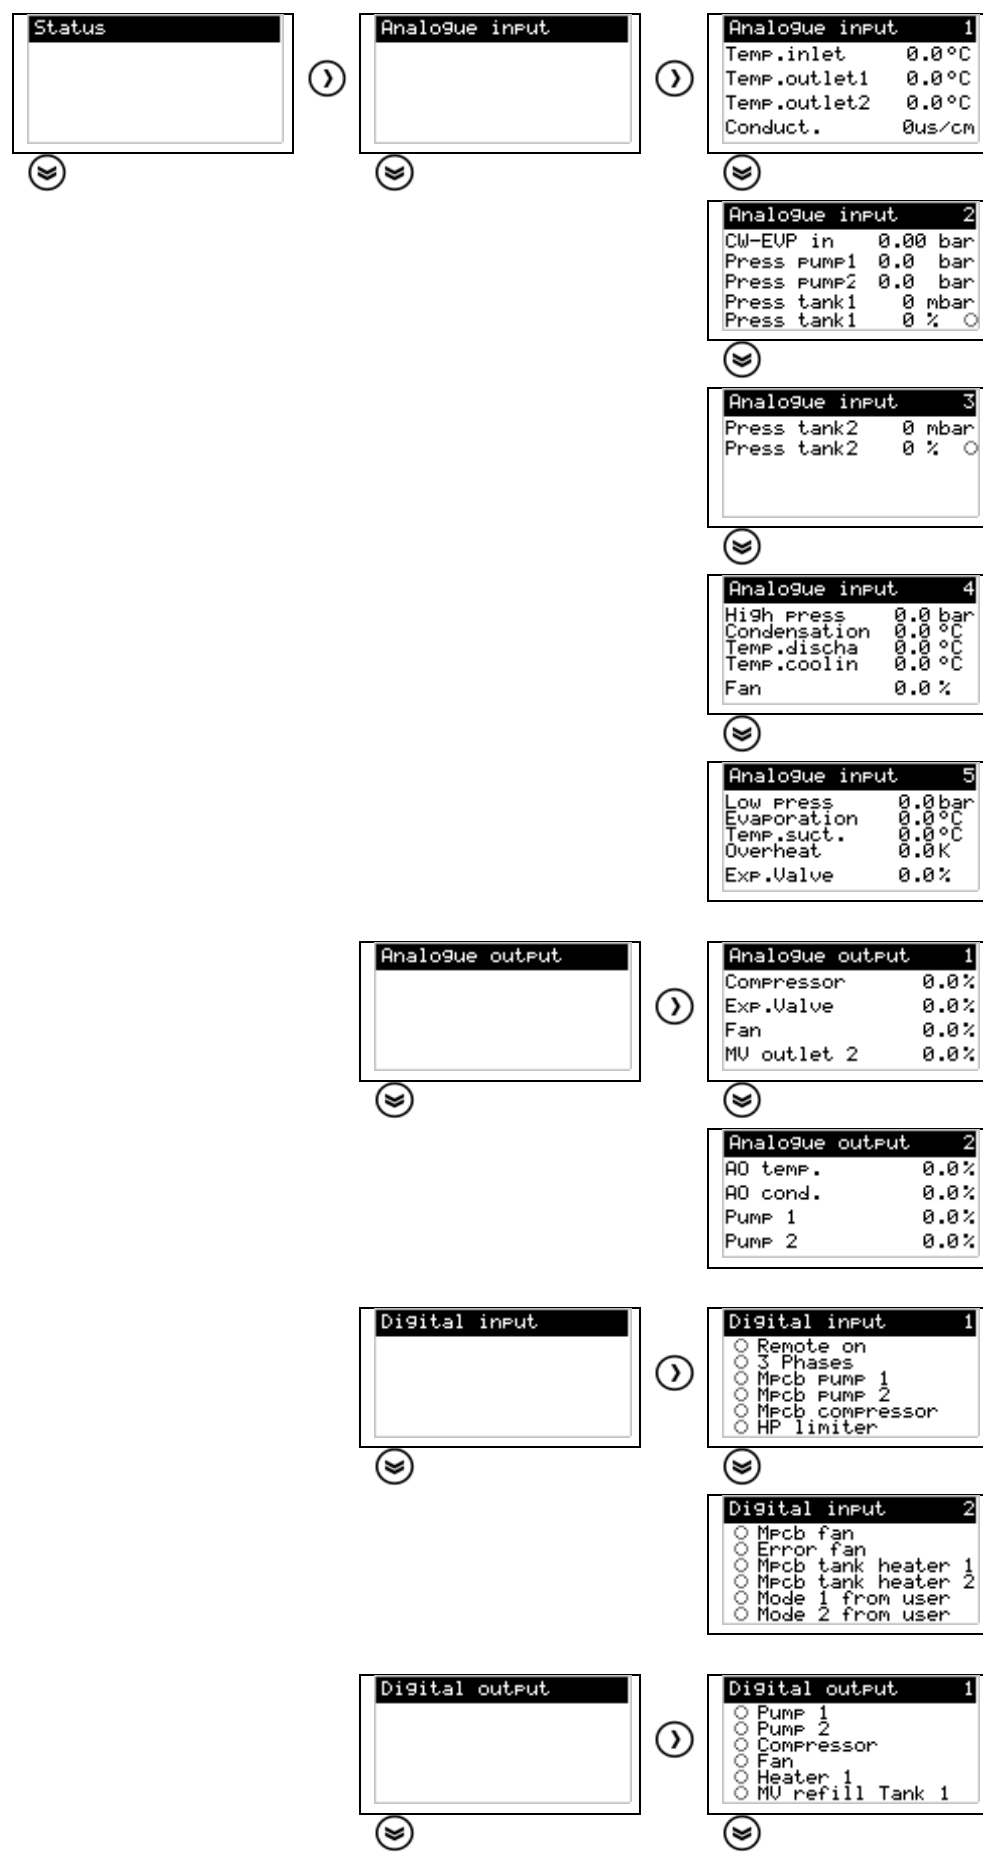 Status
Analogue input
Analogue input 1
Temp.inlet 0.0°C
Temp.outlet1 0.0°C
Temp.outlet2 0.0°C
Conduct. 0us/cm
Analogue input 2
CW-EVP in 0.00 bar
Press pump1 0.0 bar
Press pump2 0.0 bar
Press tank1 0 mbar
Press tank1 0 %
Analogue input 3
Press tank2 0 mbar
Press tank2 0 %
Analogue input 4
High press 0.0 bar
Condensation 0.0 °C
Temp.discha 0.0 °C
Temp.coolin 0.0 °C
Fan 0.0 %
Analogue input 5
Low press 0.0 bar
Evaporation 0.0°C
Temp.suct. 0.0°C
Overheat 0.0K
Exp.Valve 0.0%
Analogue output
Analogue output 1
Compressor 0.0%
Exp.Valve 0.0%
Fan 0.0%
MV outlet 2 0.0%
Analogue output 2
AO temp. 0.0%
AO cond. 0.0%
Pump 1 0.0%
Pump 2 0.0%
Digital input
Digital input 1
Remote on
3 Phases
Mpcb pump 1
Mpcb pump 2
Mpcb compressor
HP limiter
Digital input 2
Mpcb fan
Error fan
Mpcb tank heater 1
Mpcb tank heater 2
Mode 1 from user
Mode 2 from user
Digital output
Digital output 1
Pump 1
Pump 2
Compressor
Fan
Heater 1
MV refill Tank 1